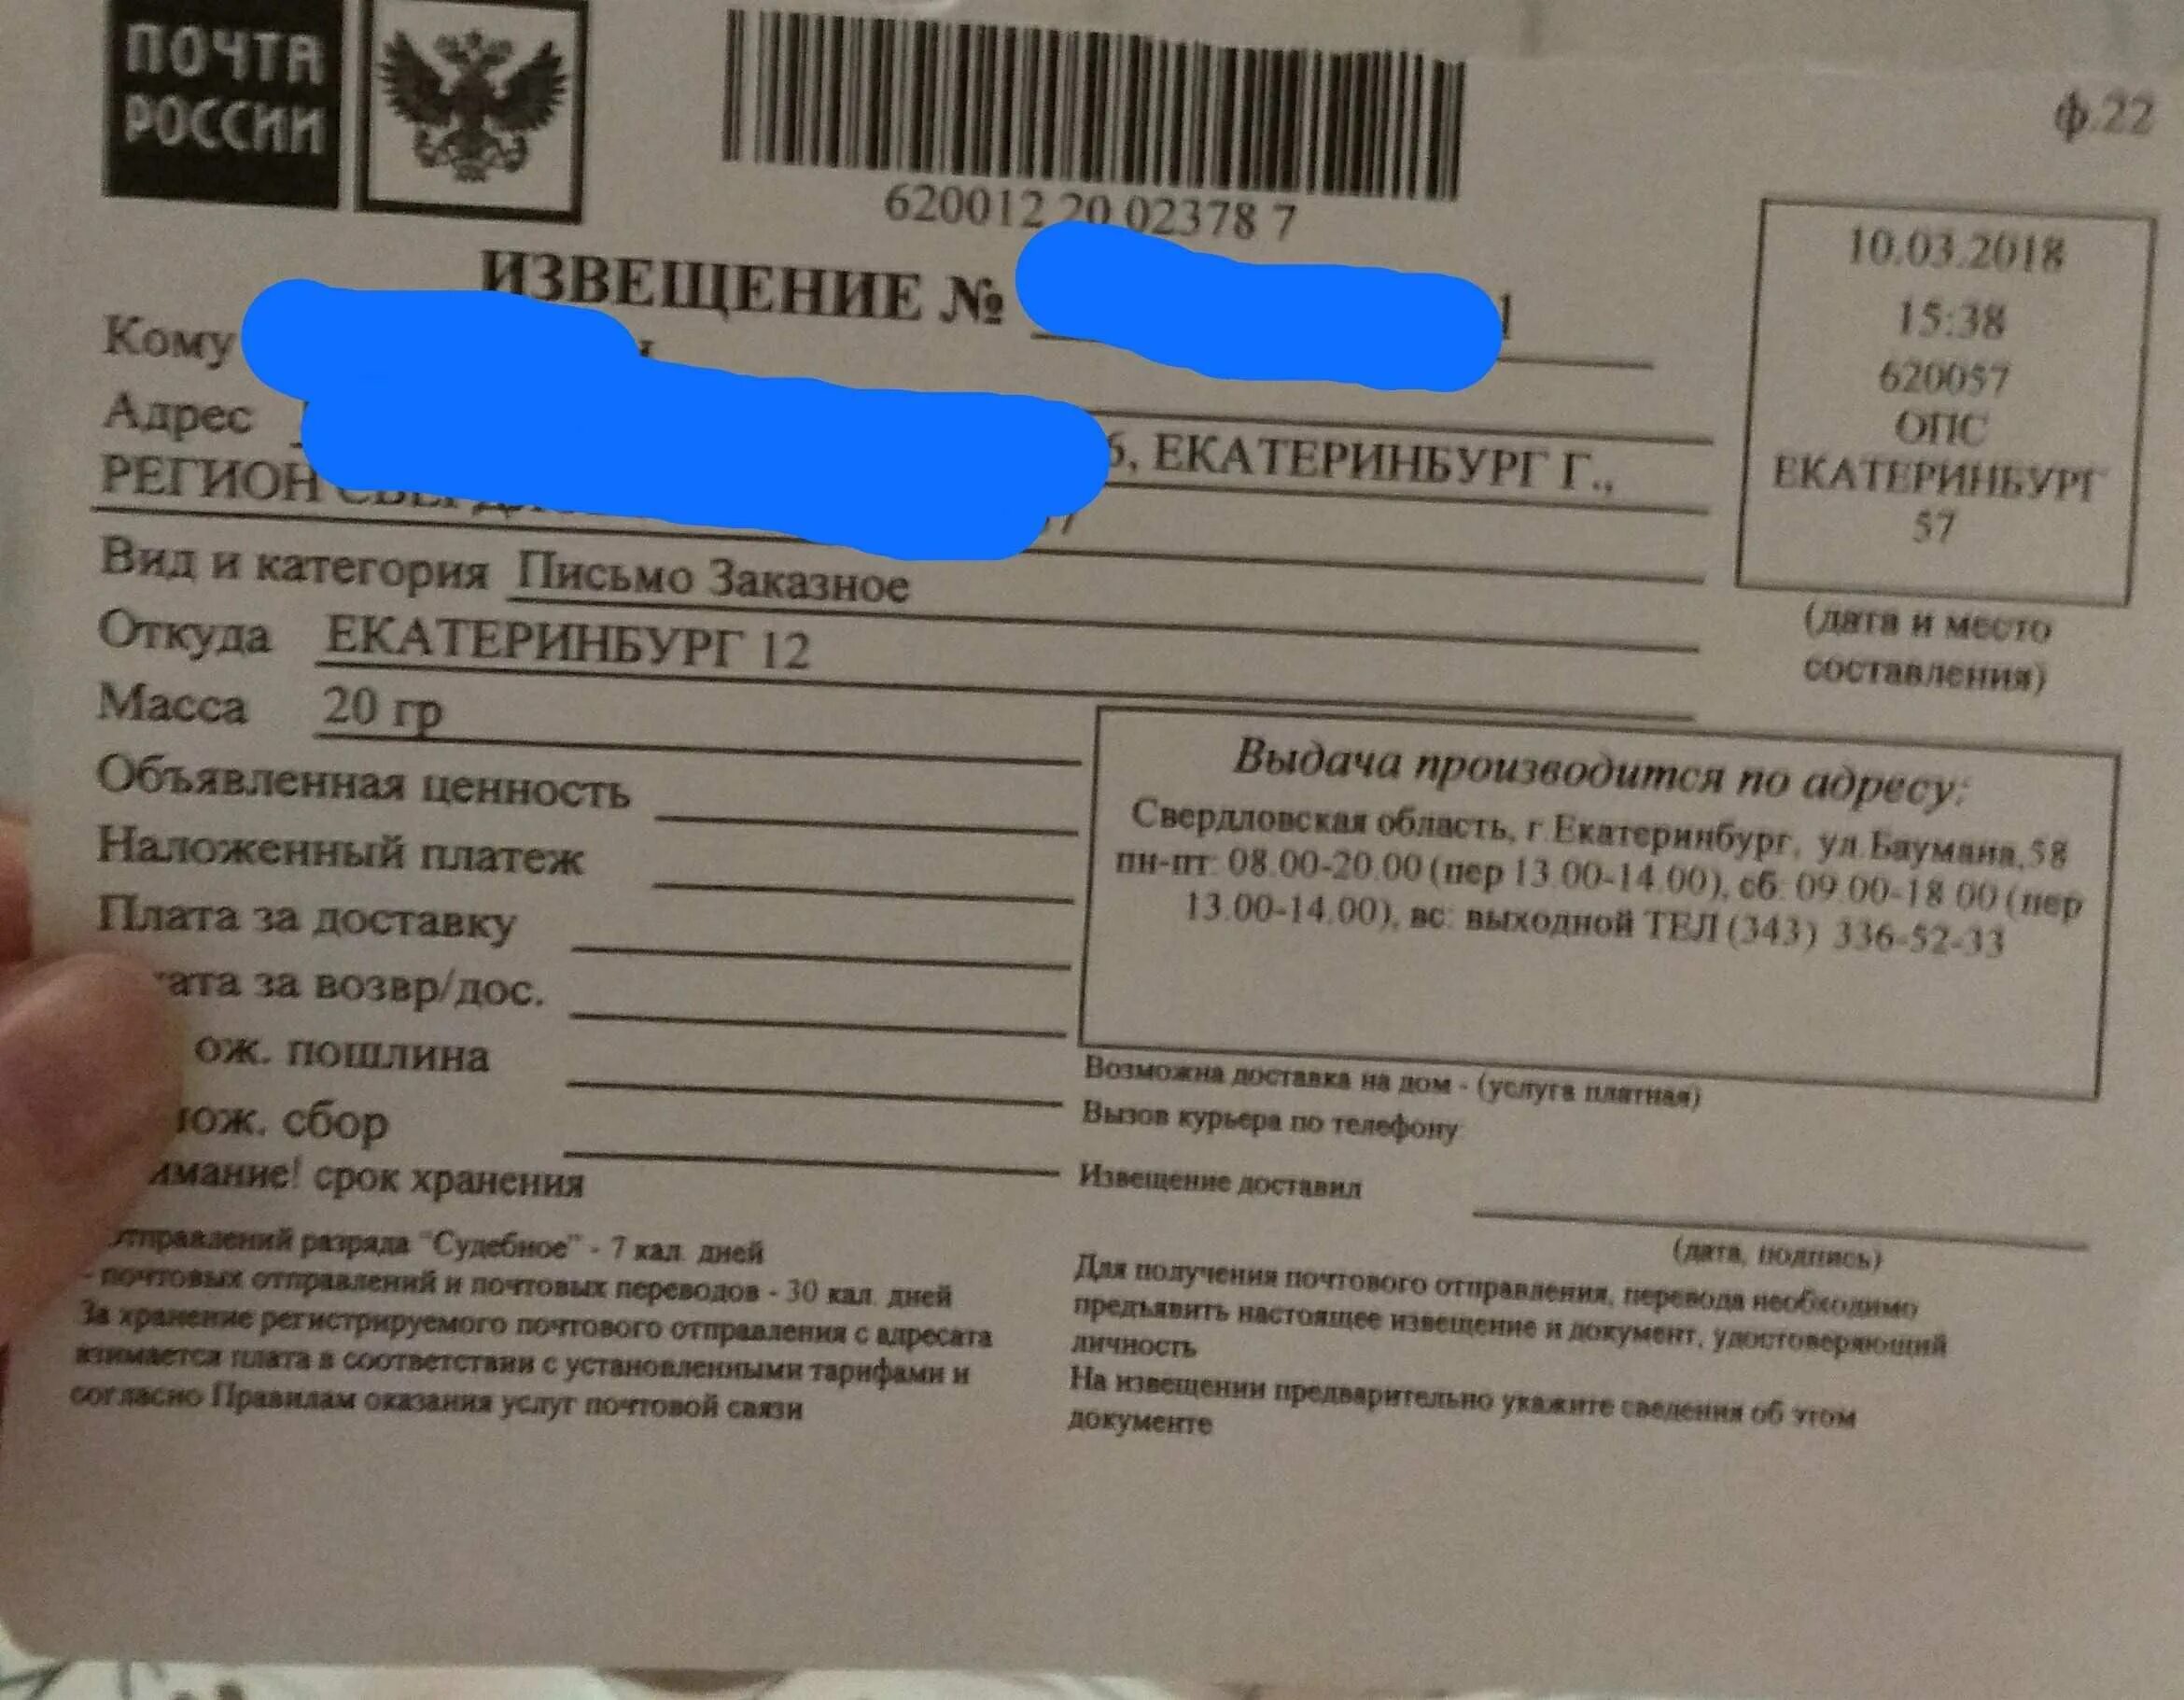 ПОЧТА
РОССИИ
620012 20 02378 7
ф.22
ИЗВЕЩЕНИЕ №
Кому
Адрес
ЕКАТЕРИНБУРГ Г.,
РЕГИОН
Вид и категория Письмо Заказное
Откуда ЕКАТЕРИНБУРГ 12
Масса 20 гр
Объявленная ценность
Наложенный платеж
Плата за доставку
за возвр/дос.
пошлина
сбор
срок хранения
разряда "Судебное" - 7 кал. дней
- почтовых отправлений и почтовых переводов - 30 кал. дней
За хранение регистрируемого почтового отправления с адресата
взимается плата в соответствии с установленными тарифами и
согласно Правилам оказания услуг почтовой связи
10.03.2018
15:38
620057
ОПС
ЕКАТЕРИНБУРГ
57
(дата и место
составления)
Выдача производится по адресу:
Свердловская область, г.Екатеринбург, ул.Баумана,58
пн-пт: 08.00-20.00 (пер 13.00-14.00), сб: 09.00-18.00 (пер
13.00-14.00), вс: выходной ТЕЛ (343) 336-52-33
Возможна доставка на дом - (услуга платная)
Вызов курьера по телефону
Извещение доставил
(дата, подпись)
Для получения почтового отправления, перевода необходимо
предъявить настоящее извещение и документ, удостоверяющий
личность
На извещении предварительно укажите сведения об этом
документе